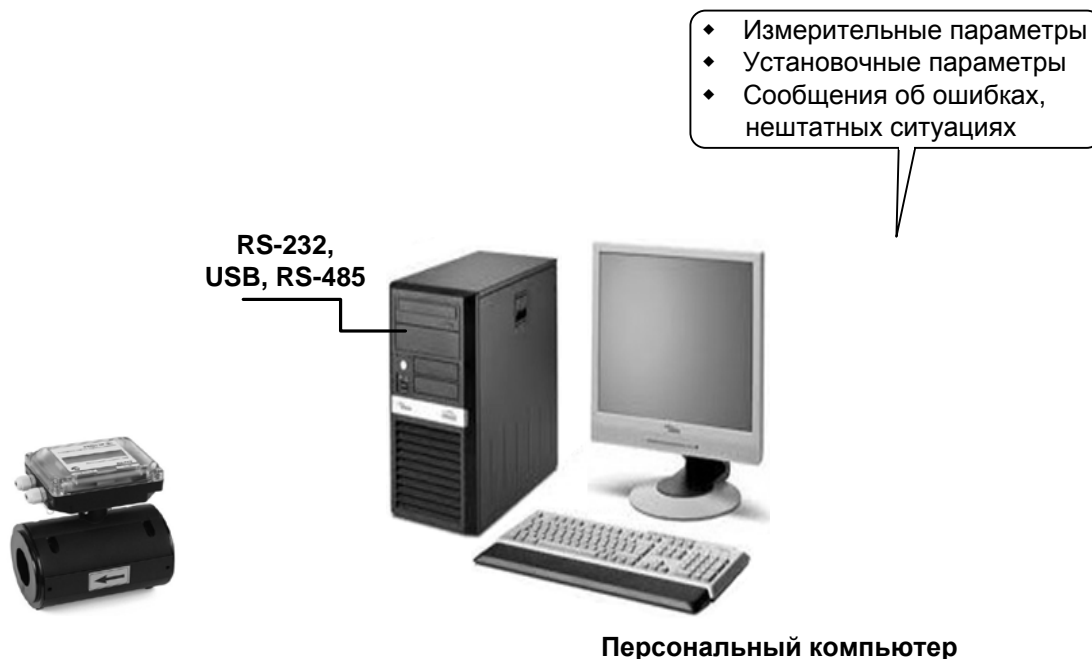 ◆ Измерительные параметры
◆ Установочные параметры
◆ Сообщения об ошибках,
нештатных ситуациях
RS-232,
USB, RS-485
Персональный компьютер